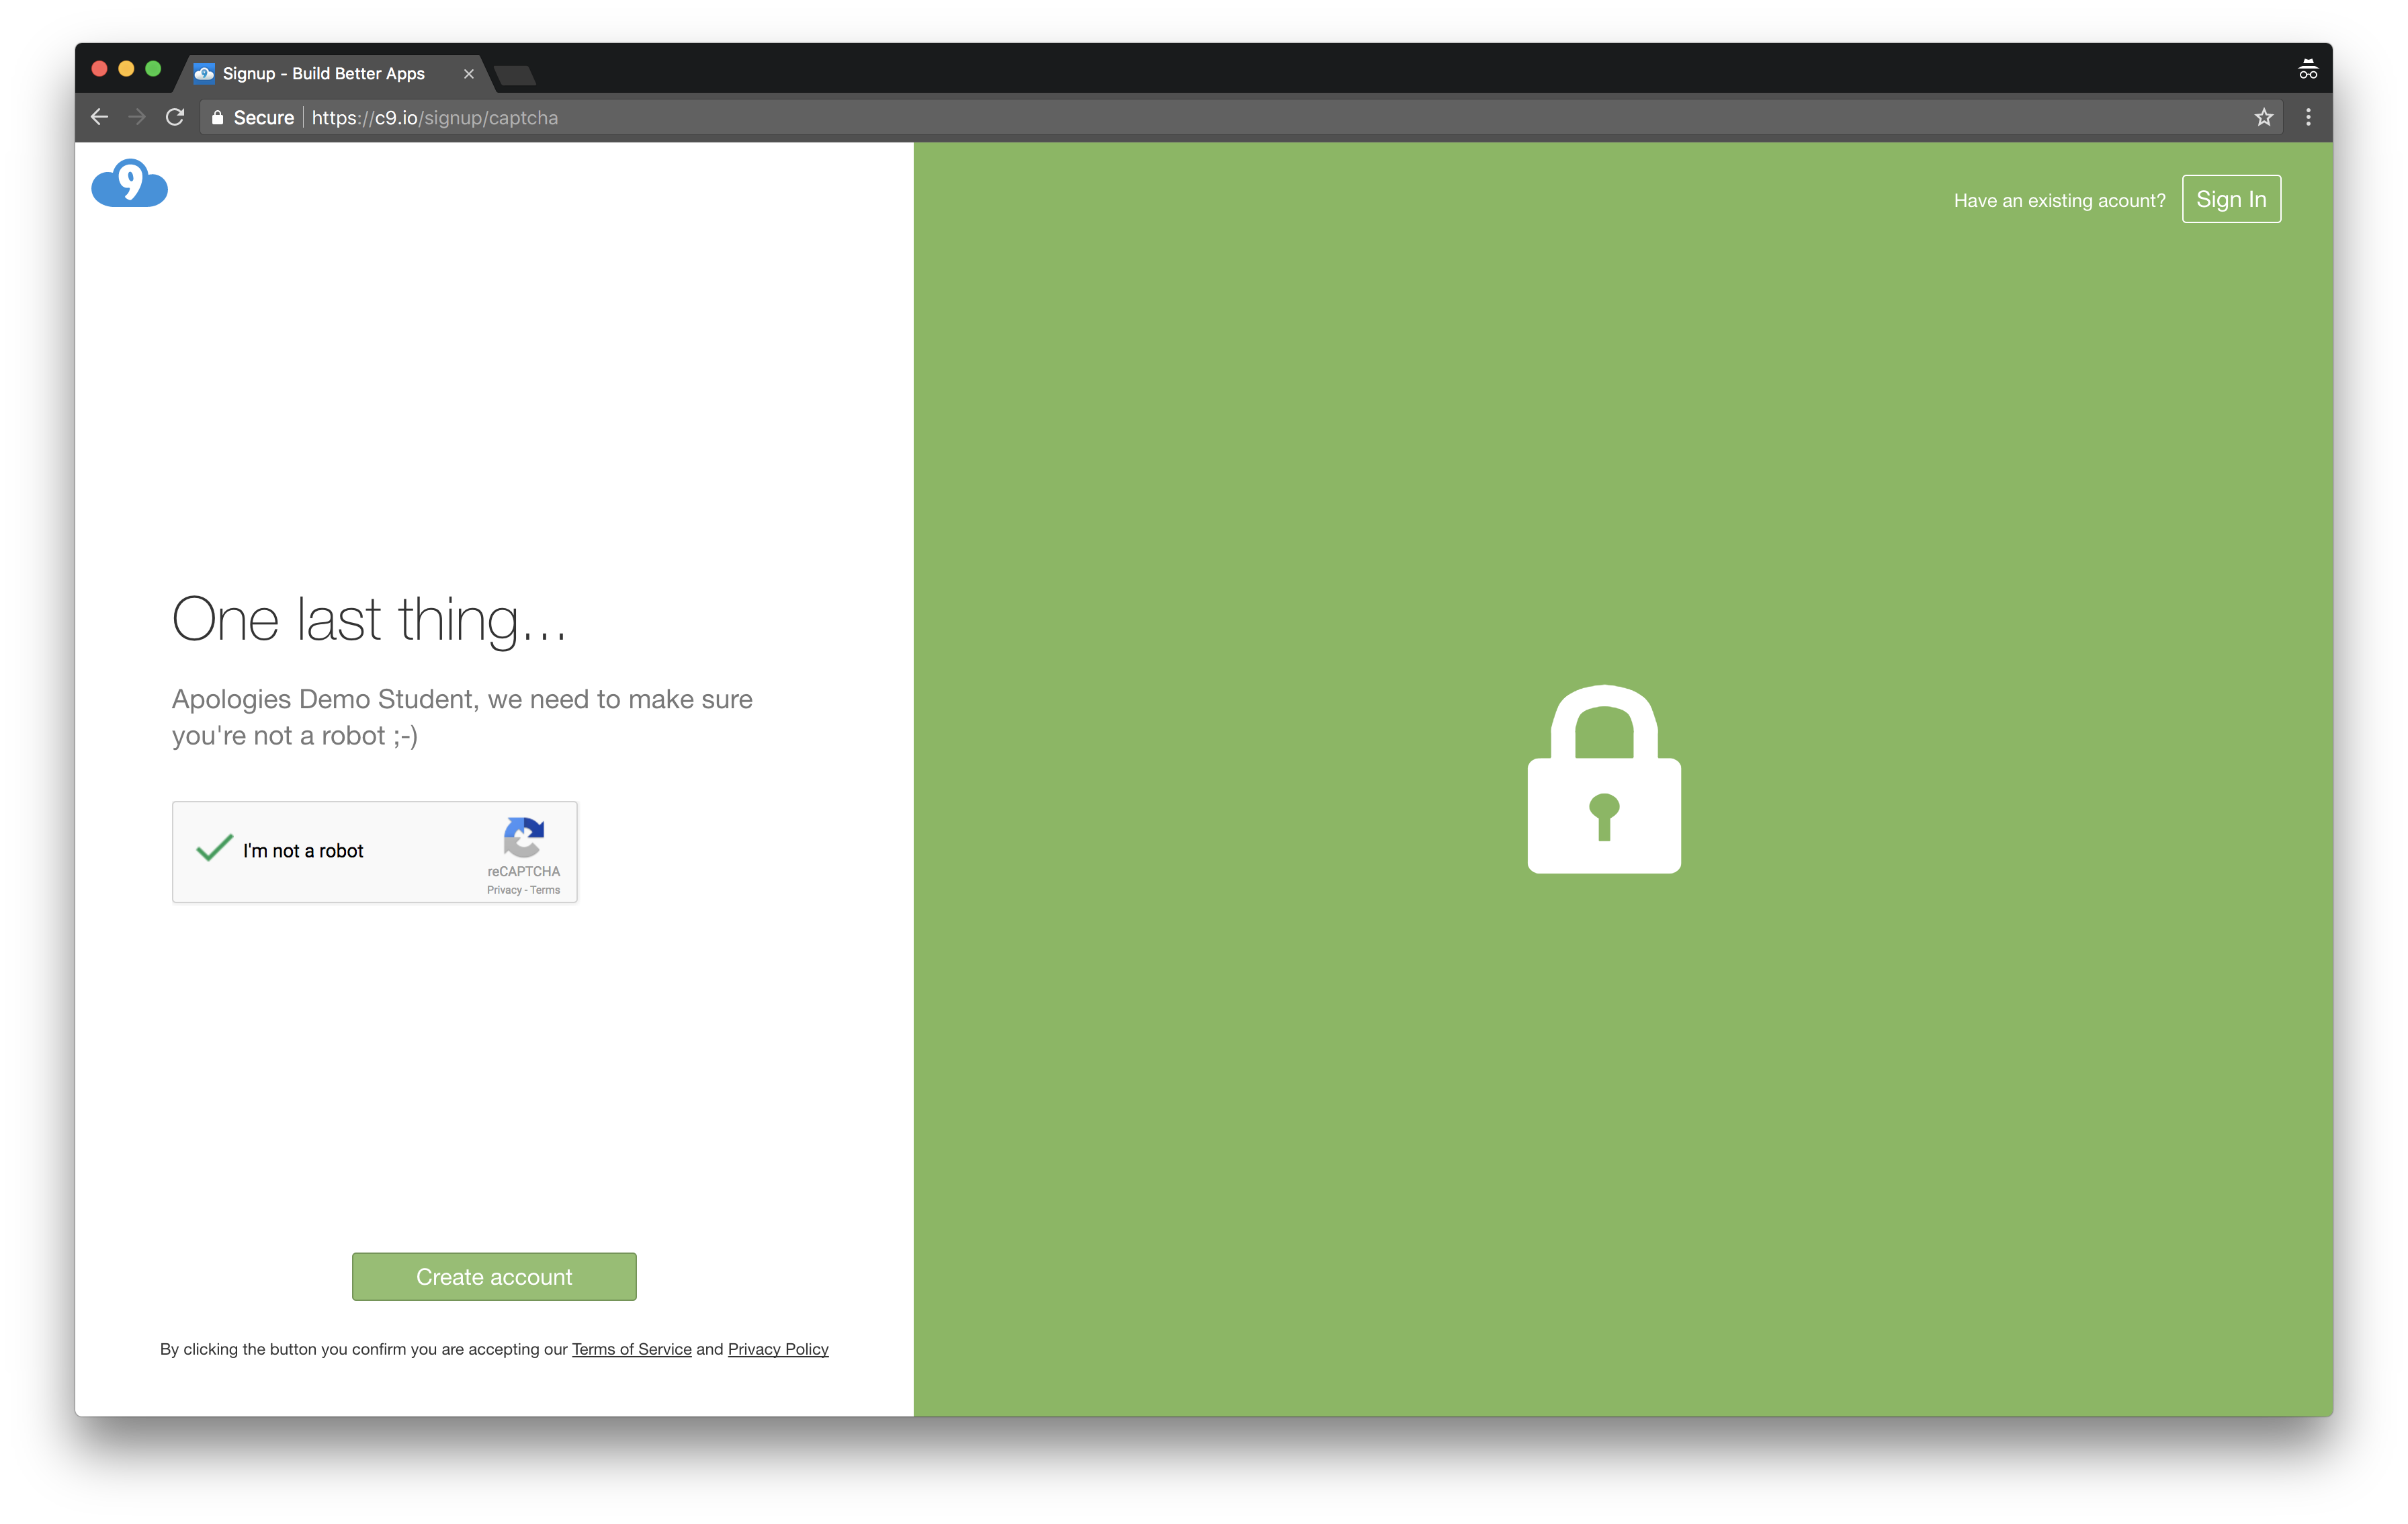 Signup - Build Better Apps
Secure https://c9.io/signup/captcha
9
Have an existing acount? Sign In
One last thing...
Apologies Demo Student, we need to make sure
you're not a robot ;-)
I'm not a robot
reCAPTCHA
Privacy - Terms
Create account
By clicking the button you confirm you are accepting our Terms of Service and Privacy Policy